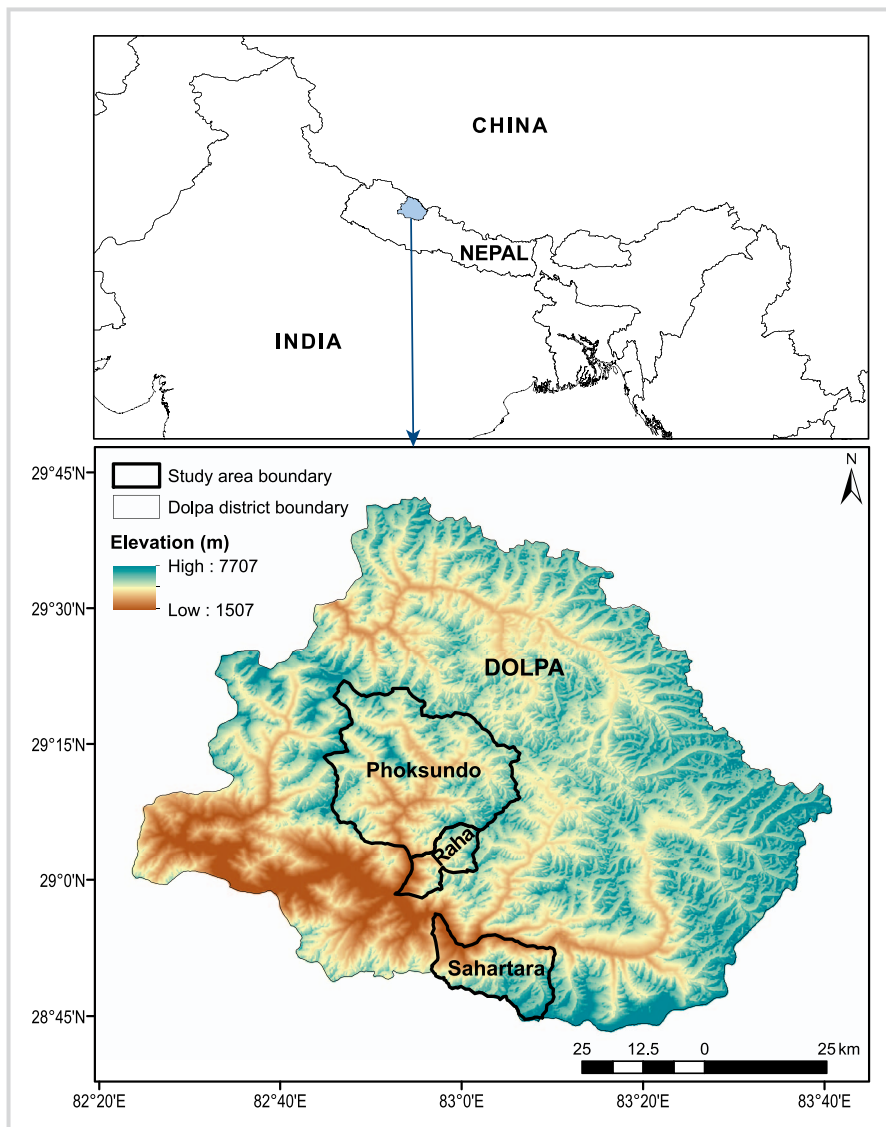 CHINA
NEPAL
INDIA
29°45'N
29°30'N
29°15'N
29°0'N
28°45'N
Study area boundary
Dolpa district boundary
Elevation (m)
High : 7707
Low : 1507
N
DOLPA
Phoksundo
Raha
Sahartara
25 12.5 0 25 km
82°20'E 82°40'E 83°0'E 83°20'E 83°40'E